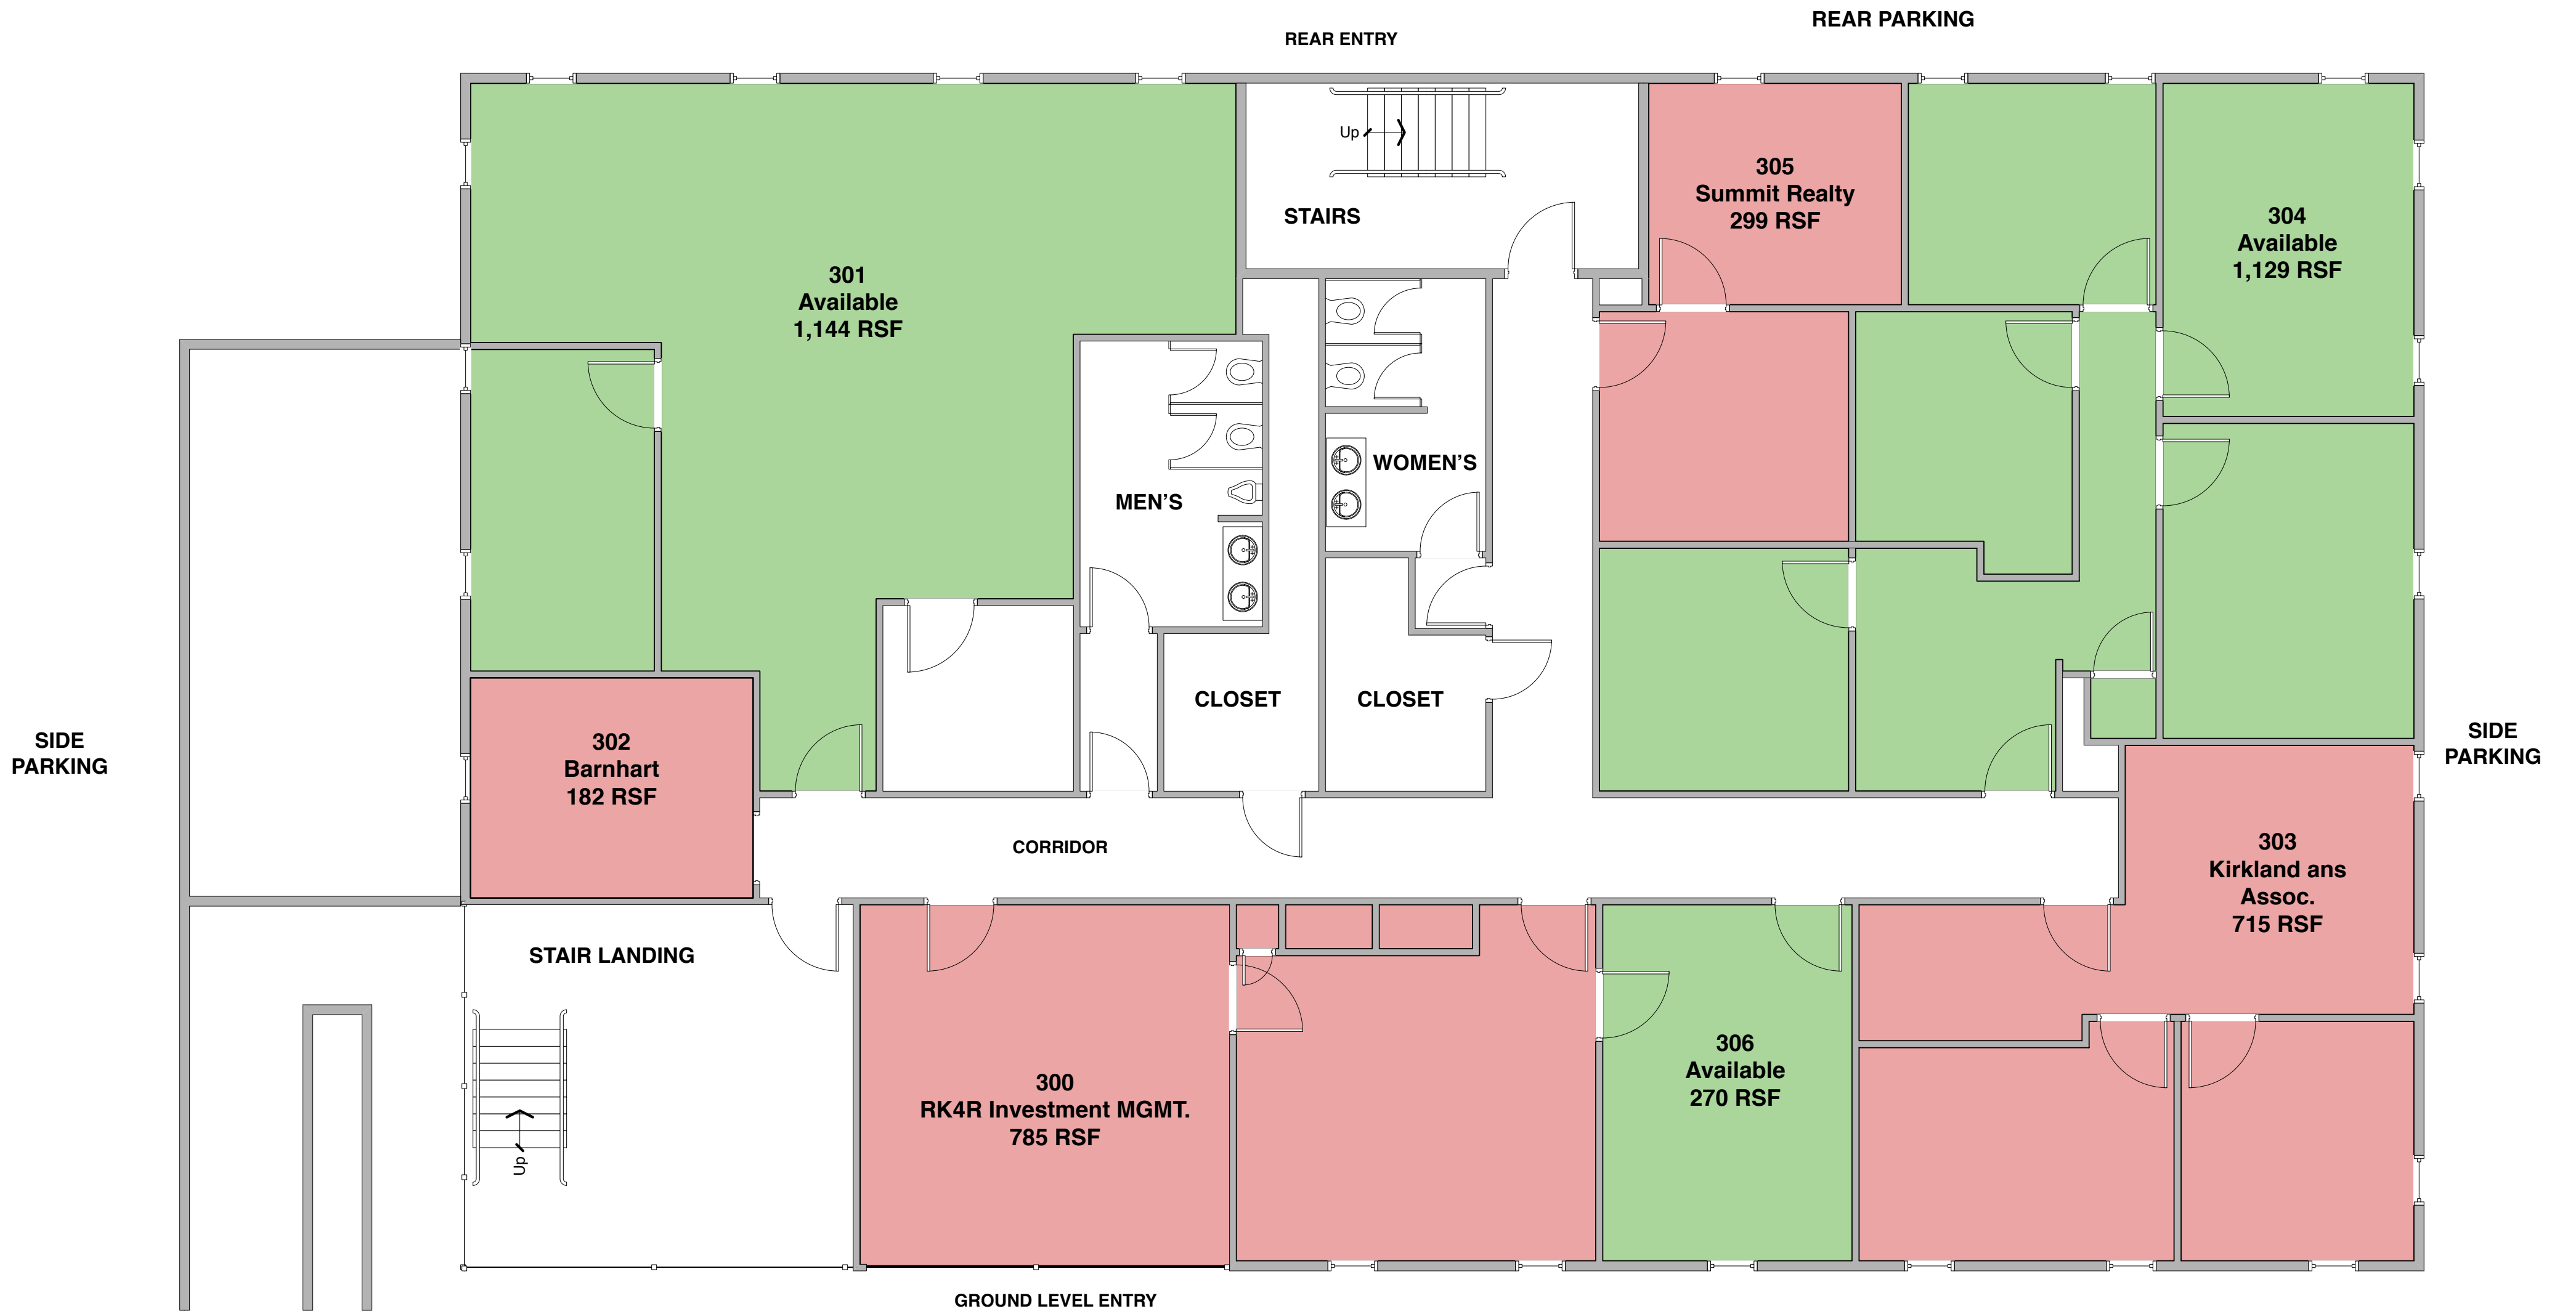 REAR PARKING
REAR ENTRY
Up
STAIRS
305
Summit Realty
299 RSF
304
Available
1,129 RSF
301
Available
1,144 RSF
WOMEN'S
MEN'S
CLOSET
CLOSET
SIDE
PARKING
302
Barnhart
182 RSF
SIDE
PARKING
CORRIDOR
303
Kirkland ans
Assoc.
715 RSF
STAIR LANDING
306
Available
270 RSF
300
RK4R Investment MGMT.
785 RSF
Up
GROUND LEVEL ENTRY